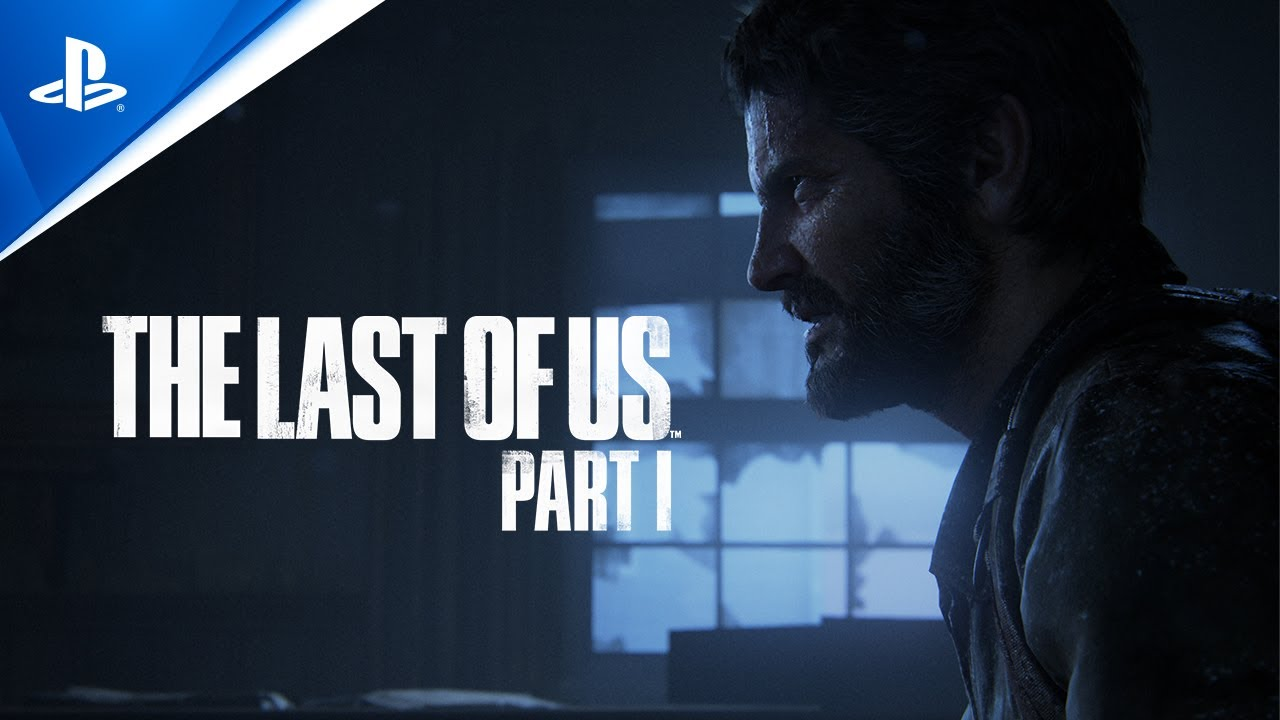 THE LAST OF US™
PART I
®